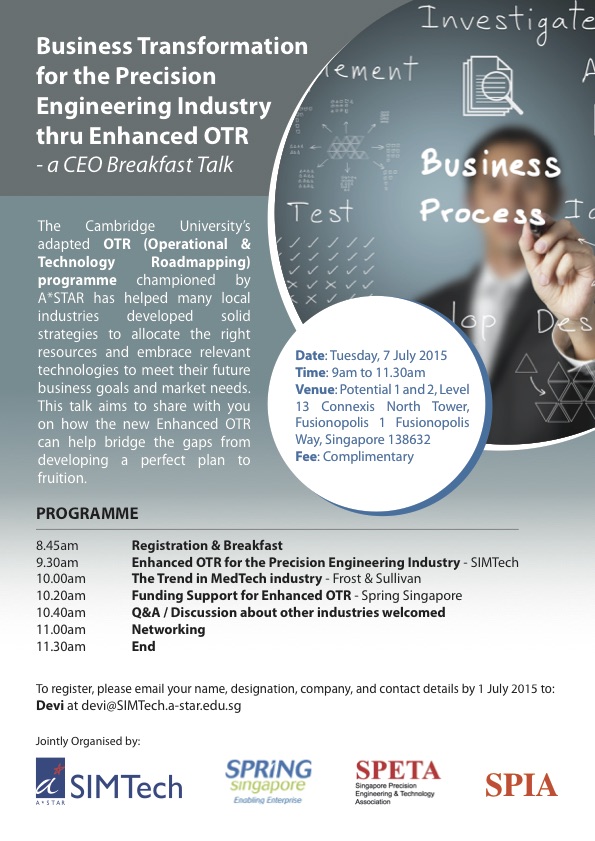 Business Transformation
for the Precision
Engineering Industry
thru Enhanced OTR
- a CEO Breakfast Talk
Investigate
Business
Process
Test
The Cambridge University's
adapted OTR (Operational &
Technology Roadmapping)
programme championed by
A*STAR has helped many local
industries developed solid
strategies to allocate the right
resources and embrace relevant
technologies to meet their future
business goals and market needs.
This talk aims to share with you
on how the new Enhanced OTR
can help bridge the gaps from
developing a perfect plan to
fruition.
Date: Tuesday, 7 July 2015
Time: 9am to 11.30am
Venue: Potential 1 and 2, Level
13 Connexis North Tower,
Fusionopolis 1 Fusionopolis
Way, Singapore 138632
Fee: Complimentary
PROGRAMME
8.45am Registration & Breakfast
9.30am Enhanced OTR for the Precision Engineering Industry - SIMTech
10.00am The Trend in MedTech industry - Frost & Sullivan
10.20am Funding Support for Enhanced OTR - Spring Singapore
10.40am Q&A / Discussion about other industries welcomed
11.00am Networking
11.30am End
To register, please email your name, designation, company, and contact details by 1 July 2015 to:
Devi at devi@SIMTech.a-star.edu.sg
Jointly Organised by:
A*STAR SIMTech
SPRiNG
singapore
Enabling Enterprise
SPETA
Singapore Precision
Engineering & Technology
Association
SPIA